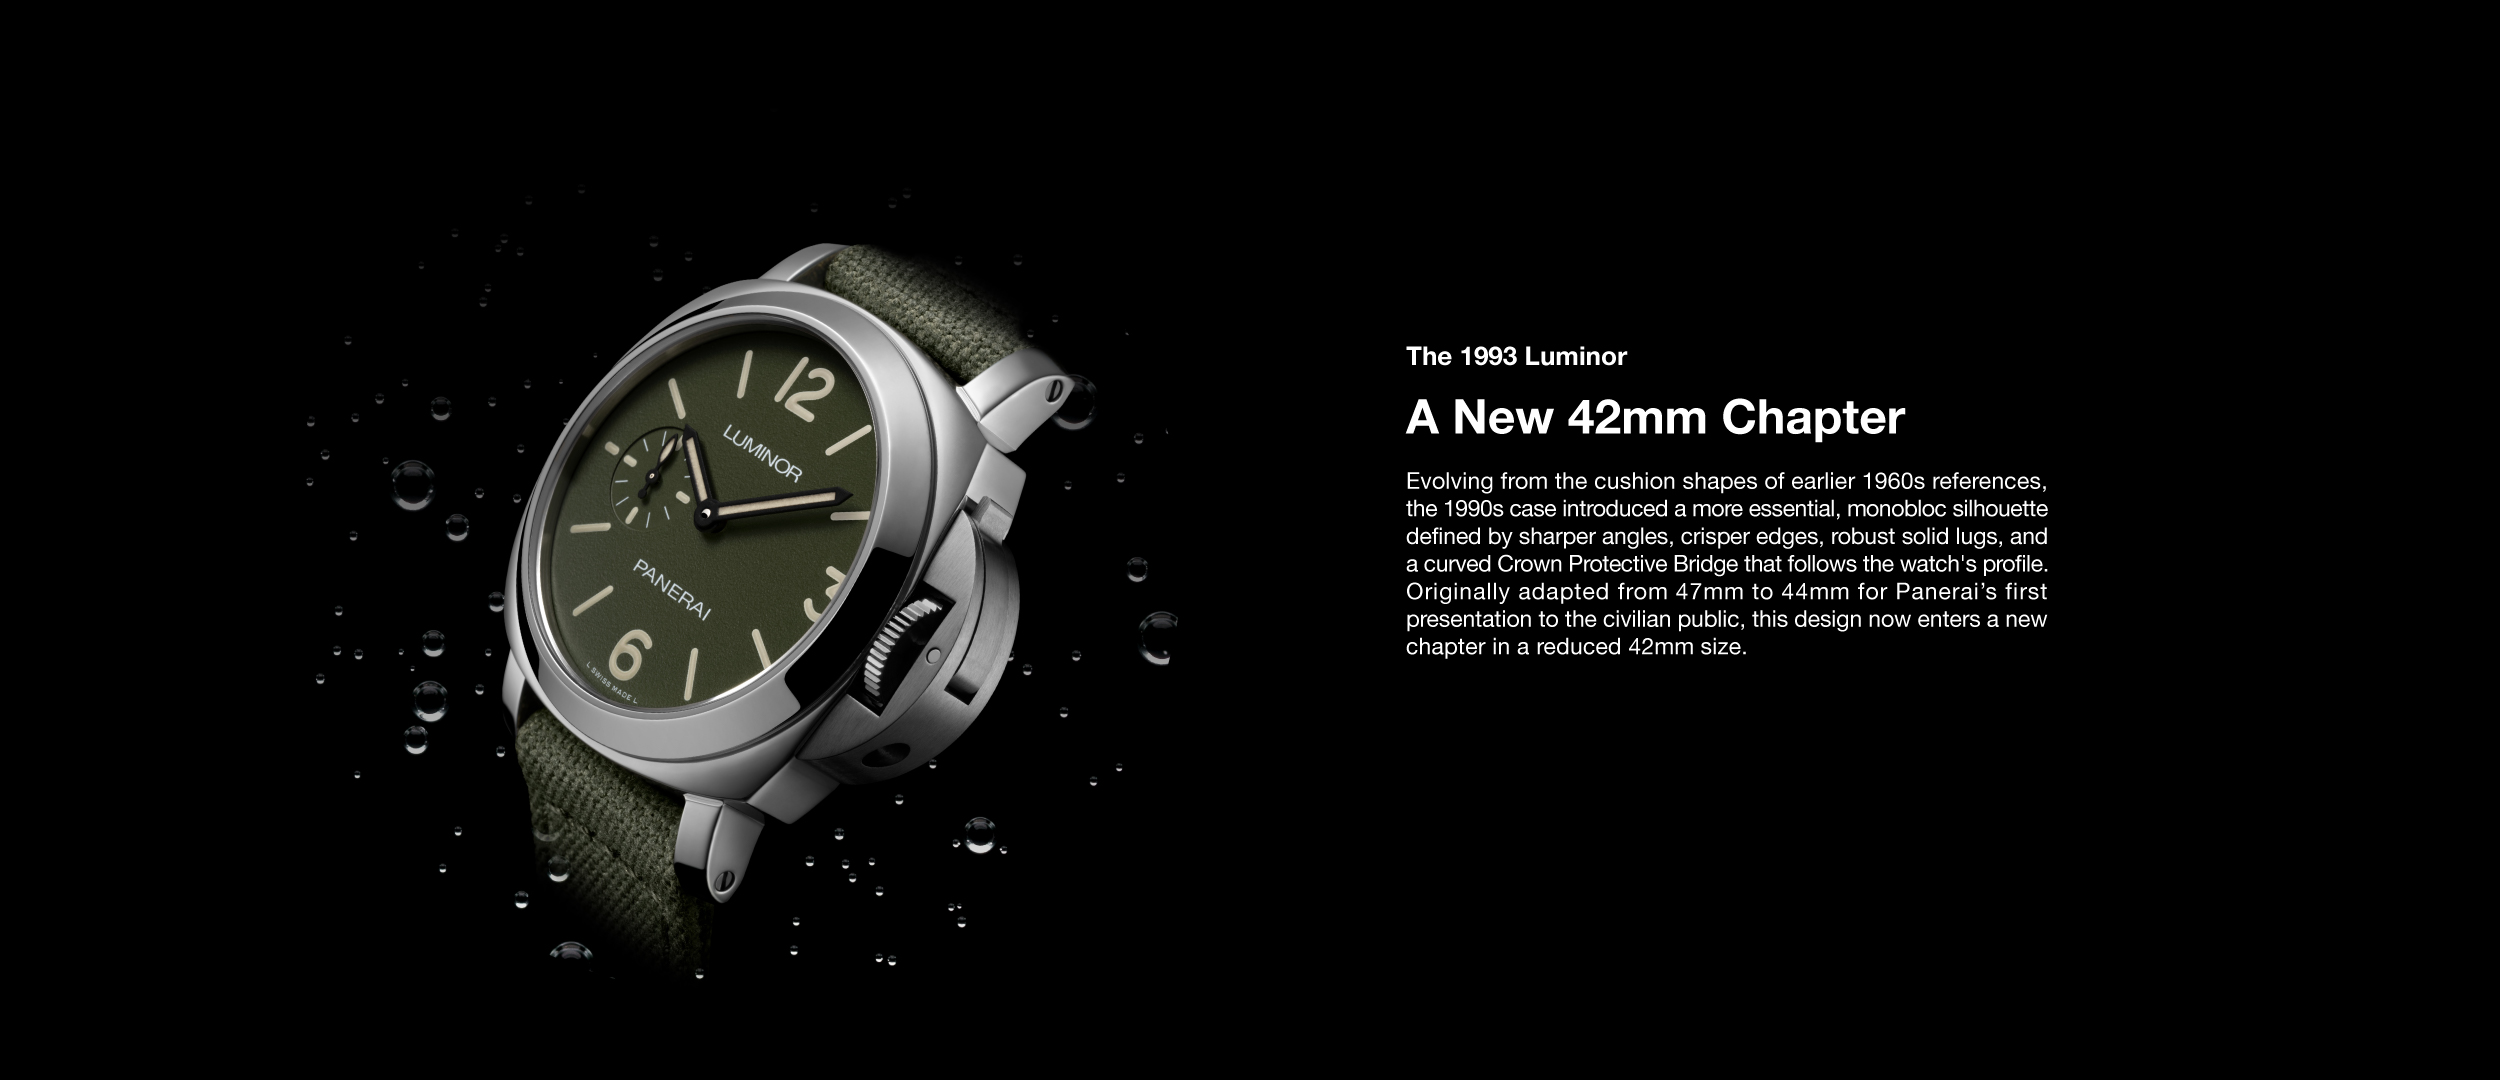 12
LUMINOR
PANERAI
3
6
L SWISS MADE L
The 1993 Luminor
A New 42mm Chapter
Evolving from the cushion shapes of earlier 1960s references,
the 1990s case introduced a more essential, monobloc silhouette
defined by sharper angles, crisper edges, robust solid lugs, and
a curved Crown Protective Bridge that follows the watch's profile.
Originally adapted from 47mm to 44mm for Panerai’s first
presentation to the civilian public, this design now enters a new
chapter in a reduced 42mm size.